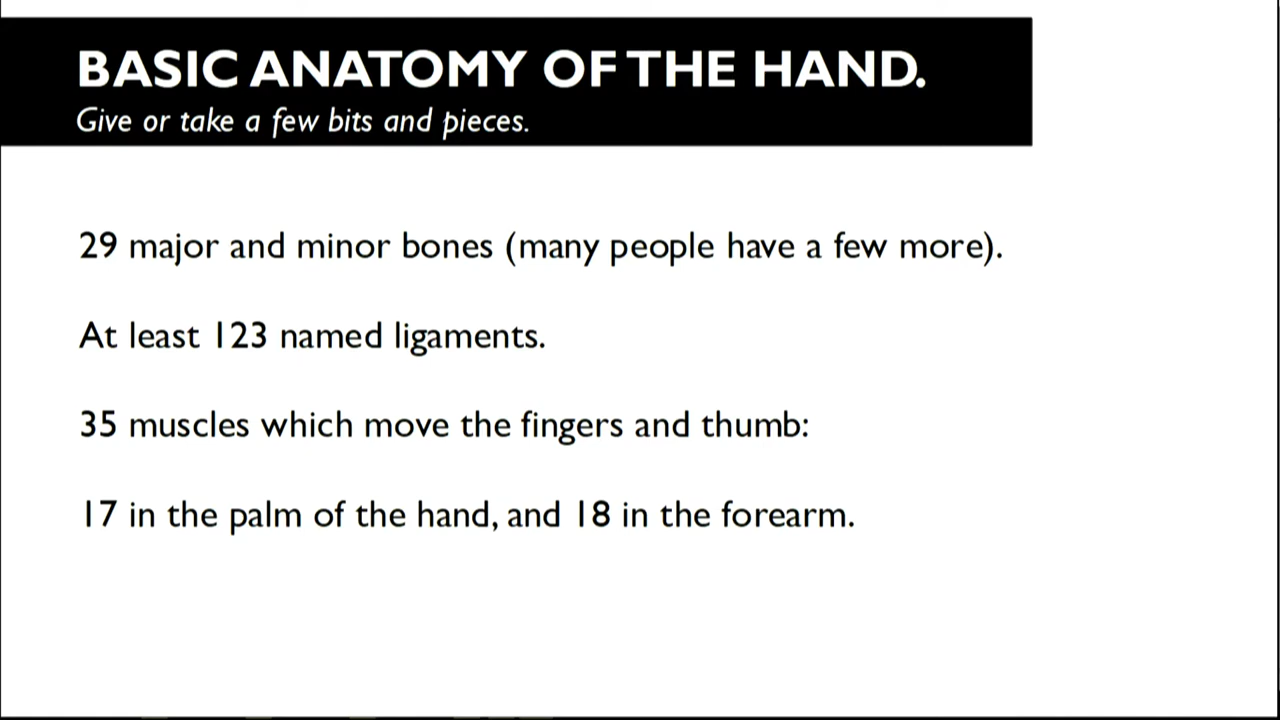 BASIC ANATOMY OF THE HAND.
Give or take a few bits and pieces.
29 major and minor bones (many people have a few more).
At least 123 named ligaments.
35 muscles which move the fingers and thumb:
17 in the palm of the hand, and 18 in the forearm.